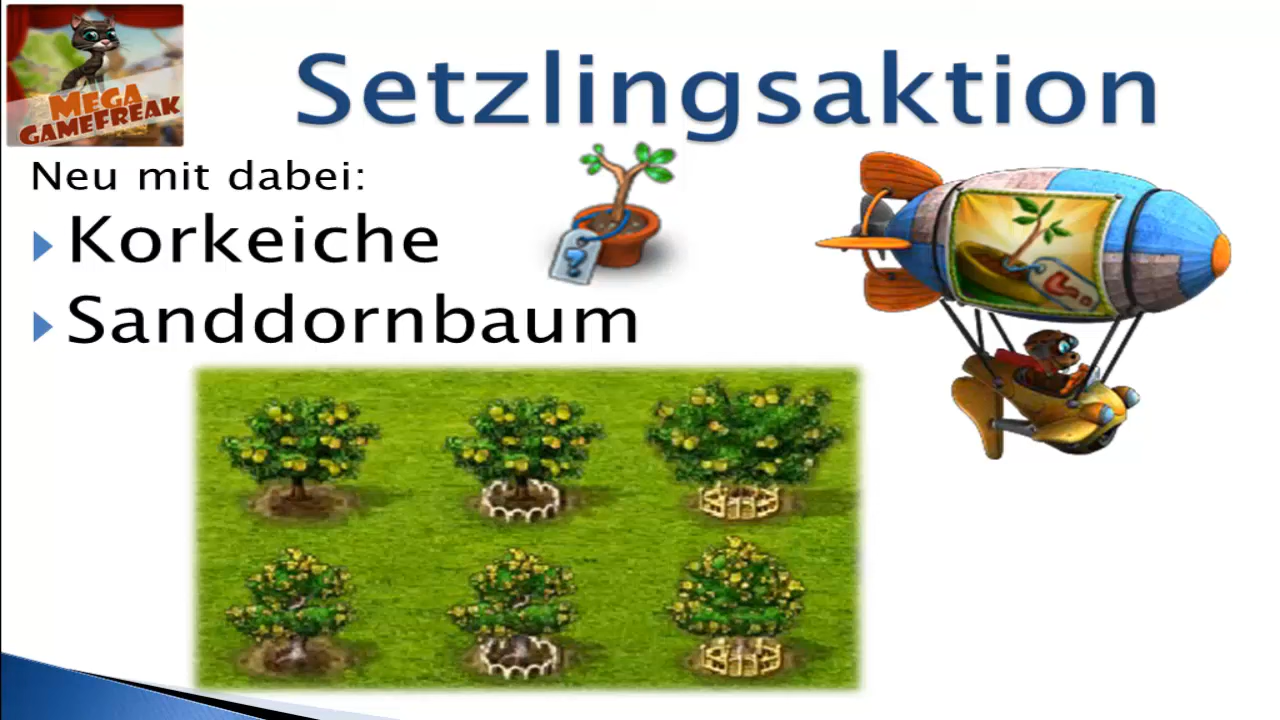 MEGA
GAMEFREAK
Setzlingsaktion
Neu mit dabei:
Korkeiche
?
Sanddornbaum